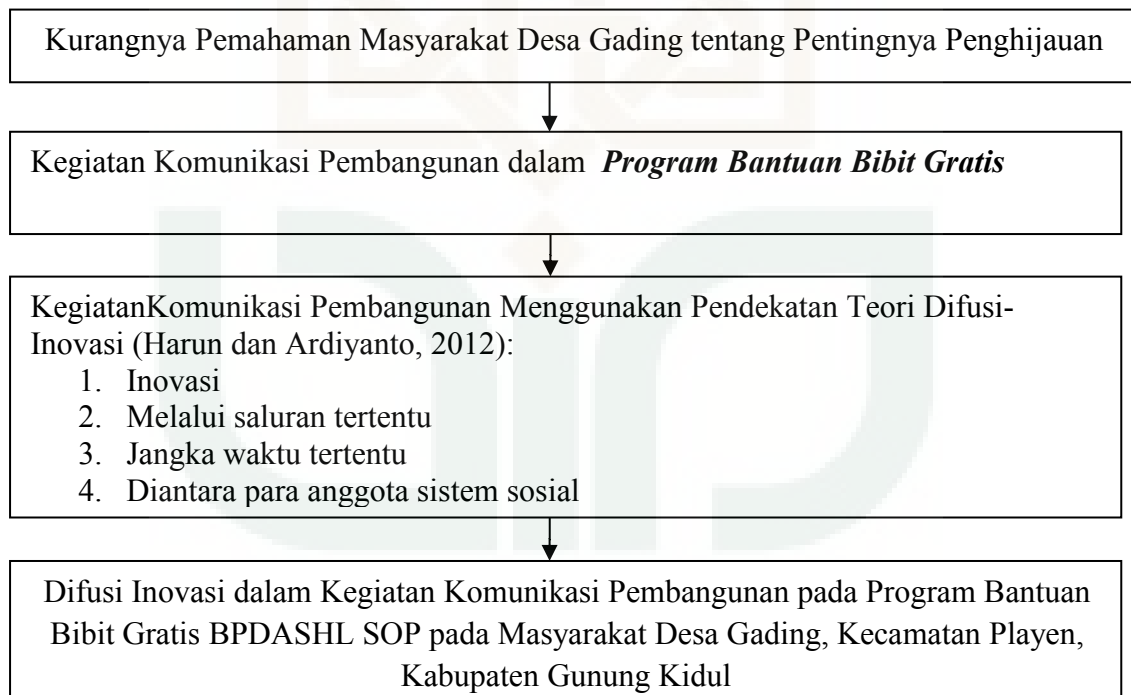 Kurangnya Pemahaman Masyarakat Desa Gading tentang Pentingnya Penghijauan
Kegiatan Komunikasi Pembangunan dalam Program Bantuan Bibit Gratis
KegiatanKomunikasi Pembangunan Menggunakan Pendekatan Teori Difusi-
Inovasi (Harun dan Ardiyanto, 2012):
1. Inovasi
2. Melalui saluran tertentu
3. Jangka waktu tertentu
4. Diantara para anggota sistem sosial
Difusi Inovasi dalam Kegiatan Komunikasi Pembangunan pada Program Bantuan
Bibit Gratis BPDASHL SOP pada Masyarakat Desa Gading, Kecamatan Playen,
Kabupaten Gunung Kidul